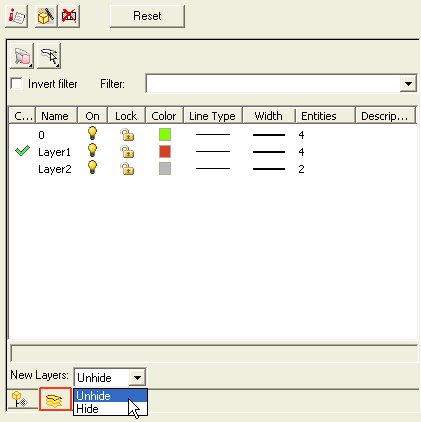 Reset
Invert filter Filter:
C... Name On Lock Color Line Type Width Entities Descrip...
0 4
Layer1 4
Layer2 2
New Layers: Unhide
Unhide
Hide